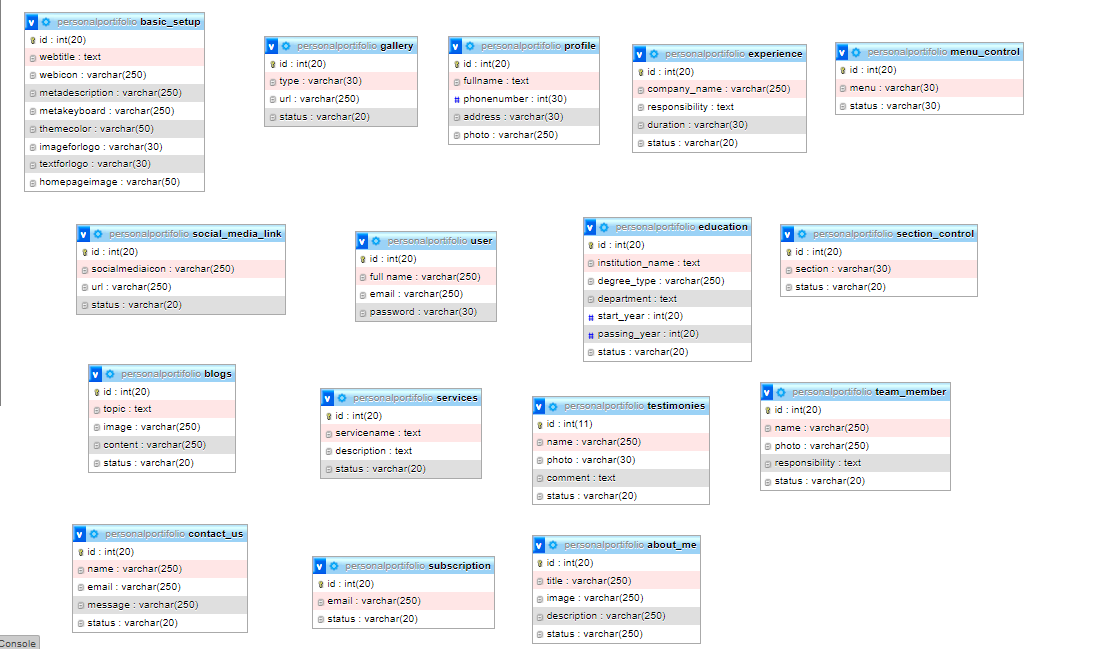 personalportifolio basic_setup
id : int(20)
webtitle : text
webicon : varchar(250)
metadescription : varchar(250)
metakeyboard : varchar(250)
themecolor : varchar(50)
imageforlogo : varchar(30)
textforlogo : varchar(30)
homepageimage : varchar(50)
personalportifolio gallery
id : int(20)
type : varchar(30)
url : varchar(250)
status : varchar(20)
personalportifolio profile
id : int(20)
fullname : text
phonenumber : int(30)
address : varchar(30)
photo : varchar(250)
personalportifolio experience
id : int(20)
company_name : varchar(250)
responsibility : text
duration : varchar(30)
status : varchar(20)
personalportifolio menu_control
id : int(20)
menu : varchar(30)
status : varchar(30)
personalportifolio social_media_link
id : int(20)
socialmediaicon : varchar(250)
url : varchar(250)
status : varchar(20)
personalportifolio user
id : int(20)
full name : varchar(250)
email : varchar(250)
password : varchar(30)
personalportifolio education
id : int(20)
institution_name : text
degree_type : varchar(250)
department : text
start_year : int(20)
passing_year : int(20)
status : varchar(20)
personalportifolio section_control
id : int(20)
section : varchar(30)
status : varchar(20)
personalportifolio blogs
id : int(20)
topic : text
image : varchar(250)
content : varchar(250)
status : varchar(20)
personalportifolio services
id : int(20)
servicename : text
description : text
status : varchar(20)
personalportifolio testimonies
id : int(11)
name : varchar(250)
photo : varchar(30)
comment : text
status : varchar(20)
personalportifolio team_member
id : int(20)
name : varchar(250)
photo : varchar(250)
responsibility : text
status : varchar(20)
personalportifolio contact_us
id : int(20)
name : varchar(250)
email : varchar(250)
message : varchar(250)
status : varchar(20)
personalportifolio subscription
id : int(20)
email : varchar(250)
status : varchar(20)
personalportifolio about_me
id : int(20)
title : varchar(250)
image : varchar(250)
description : varchar(250)
status : varchar(250)
Console